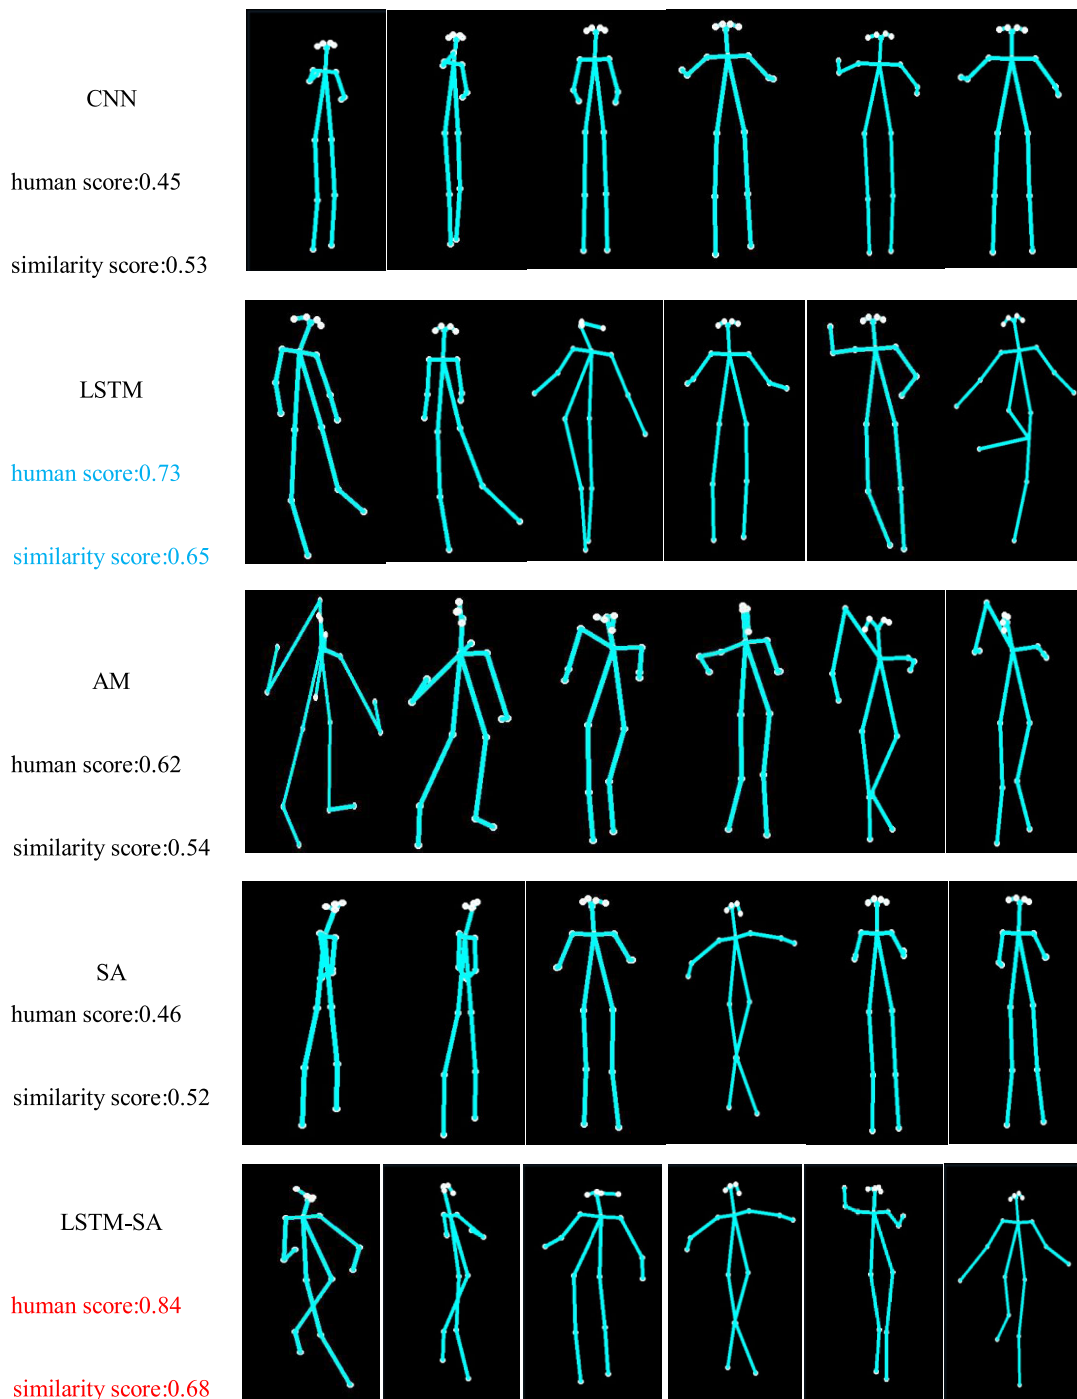 CNN
human score:0.45
similarity score:0.53
LSTM
human score:0.73
similarity score:0.65
AM
human score:0.62
similarity score:0.54
SA
human score:0.46
similarity score:0.52
LSTM-SA
human score:0.84
similarity score:0.68